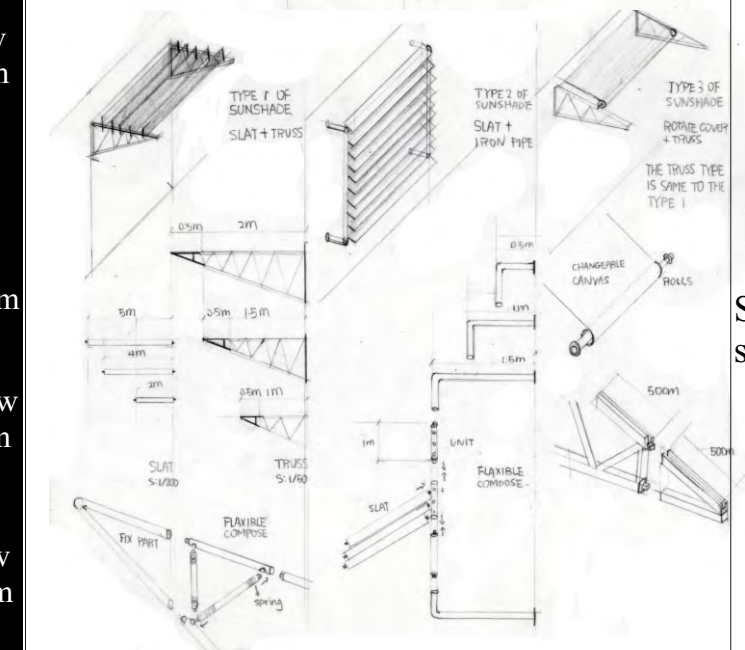 TYPE 1 OF
SUNSHADE
SLAT + TRUSS
TYPE 2 OF
SUNSHADE
SLAT +
IRON PIPE
TYPE 3 OF
SUNSHADE
ROTATE COVER
+ TRUSS
THE TRUSS TYPE
IS SAME TO THE
TYPE 1
0.5m 2m
5m
4m
2m
0.5m 1.5m
0.5m 1m
SLAT
S:1/200
TRUSS
S:1/50
FIX PART
FLAXIBLE
COMPOSE
spring
0.5m
1m
1.5m
1m
UNIT
SLAT
FLAXIBLE
COMPOSE
CHANGEABLE
CANVAS
ROLLS
500m
500m